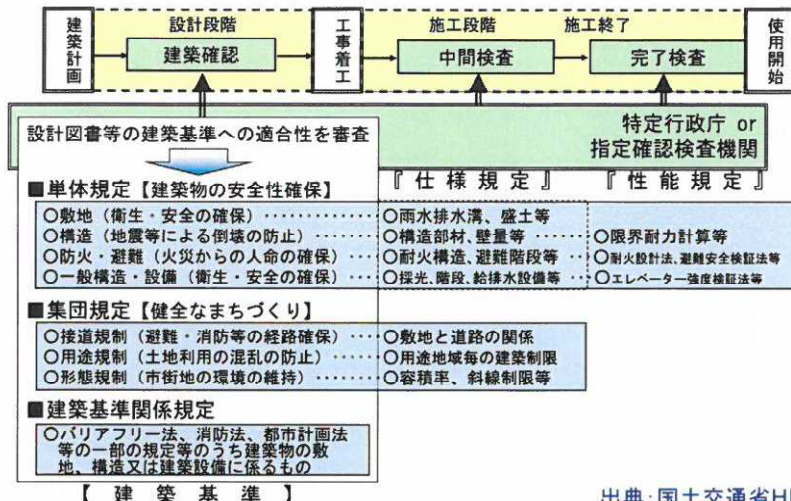 建築計画
設計段階
建築確認
工事着工
施工段階
中間検査
施工終了
完了検査
使用開始
特定行政庁 or
指定確認検査機関
設計図書等の建築基準への適合性を審査
『仕様規定』 『性能規定』
■単体規定【建築物の安全性確保】
○敷地（衛生・安全の確保）‥‥‥‥‥○雨水排水溝、盛土等
○構造（地震等による倒壊の防止）‥‥‥○構造部材、壁量等‥‥○限界耐力計算等
○防火・避難（火災からの人命の確保）‥○耐火構造、避難階段等‥○耐火設計法、避難安全検証法等
○一般構造・設備（衛生・安全の確保）‥○採光、階段、給排水設備等‥○エレベーター強度検証法等
■集団規定【健全なまちづくり】
○接道規制（避難・消防等の経路確保）‥‥○敷地と道路の関係
○用途規制（土地利用の混乱の防止）‥‥‥○用途地域毎の建築制限
○形態規制（市街地の環境の維持）‥‥‥○容積率、斜線制限等
■建築基準関係規定
○バリアフリー法、消防法、都市計画法
等の一部の規定等のうち建築物の敷
地、構造又は建築設備に係るもの
【建築基準】
出典:国土交通省H